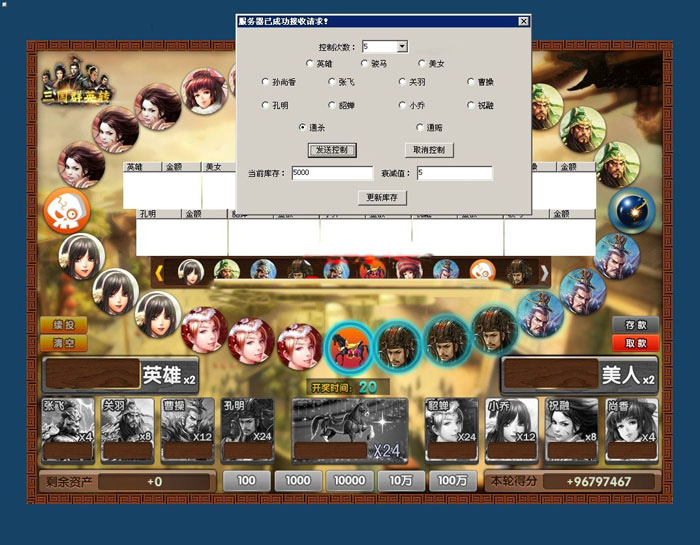 服务器已成功接收请求!
控制次数： 5
英雄 骏马 美女
孙尚香 张飞 关羽 曹操
孔明 貂蝉 小乔 祝融
通杀 通赔
发送控制 取消控制
当前库存： 5000 衰减值： 5
更新库存
三国群英传
英雄 金额 美女
孔明 金额 金额
续投
清空
存款
取款
英雄x2
美人x2
开奖时间: 20
张飞 x4
关羽 x8
曹操 X12
孔明 X24
X24
貂蝉 X24
小乔 X12
祝融 x8
尚香 X4
剩余资产 +0
100 1000 10000 10万 100万
本轮得分 +96797467